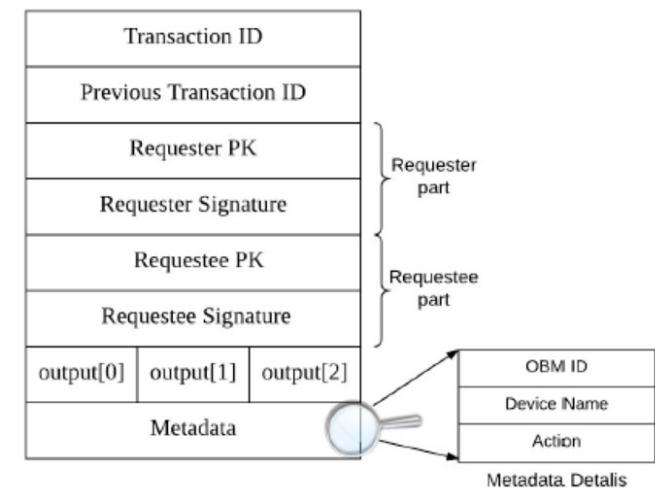 Transaction ID
Previous Transaction ID
Requester PK
Requester Signature
Requester
part
Requestee PK
Requestee Signature
Requestee
part
output[0] output[1] output[2]
Metadata
OBM ID
Device Name
Action
Metadata Detalis